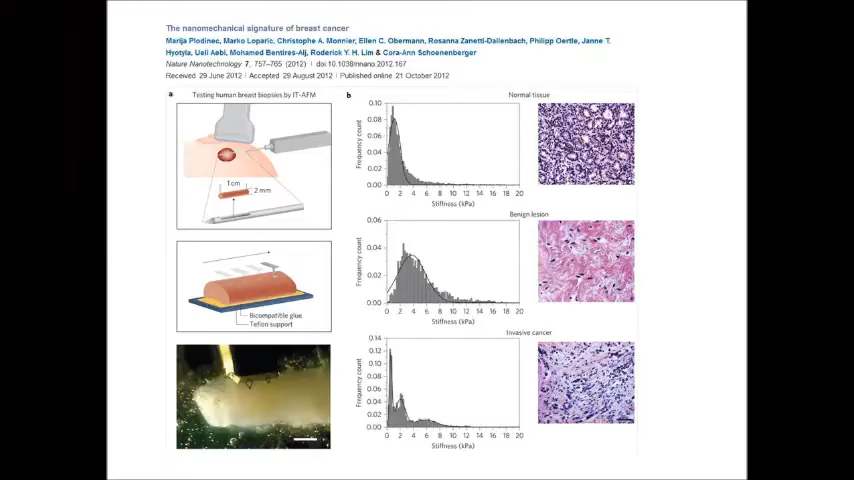 The nanomechanical signature of breast cancer
Marija Plodinec, Marko Loparic, Christophe A. Monnier, Ellen C. Obermann, Rosanna Zanetti-Dallenbach, Philipp Oertle, Janne T.
Hyotyla, Ueli Aebi, Mohamed Bentires-Alj, Roderick Y. H. Lim & Cora-Ann Schoenenberger
Nature Nanotechnology 7, 757–765 (2012) | doi:10.1038/nnano.2012.167
Received 29 June 2012 | Accepted 29 August 2012 | Published online 21 October 2012
a Testing human breast biopsies by IT-AFM
1 cm
2 mm
Bicompatible glue
Teflon support
b Normal tissue
Frequency count
0.10
0.08
0.06
0.04
0.02
0.00
0 2 4 6 8 10 12 14 16 18 20
Stiffness (kPa)
Benign lesion
Frequency count
0.06
0.04
0.02
0.00
0 2 4 6 8 10 12 14 16 18 20
Stiffness (kPa)
Invasive cancer
Frequency count
0.14
0.12
0.10
0.08
0.06
0.04
0.02
0.00
0 2 4 6 8 10 12 14 16 18 20
Stiffness (kPa)